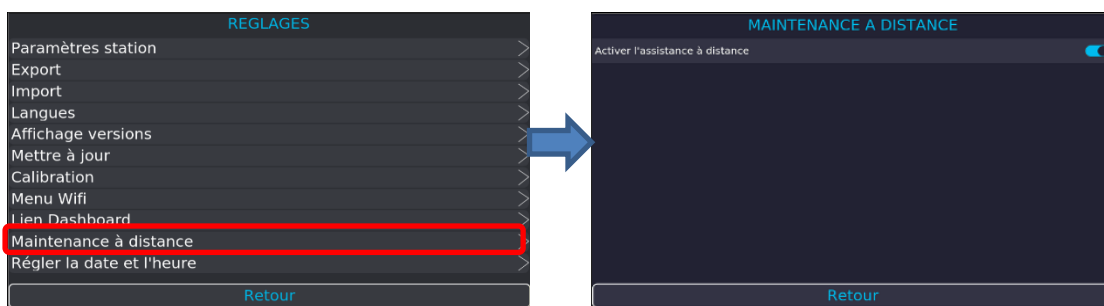 REGLAGES
Paramètres station
Export
Import
Langues
Affichage versions
Mettre à jour
Calibration
Menu Wifi
Lien Dashboard
Maintenance à distance
Régler la date et l'heure
Retour
MAINTENANCE A DISTANCE
Activer l'assistance à distance
Retour